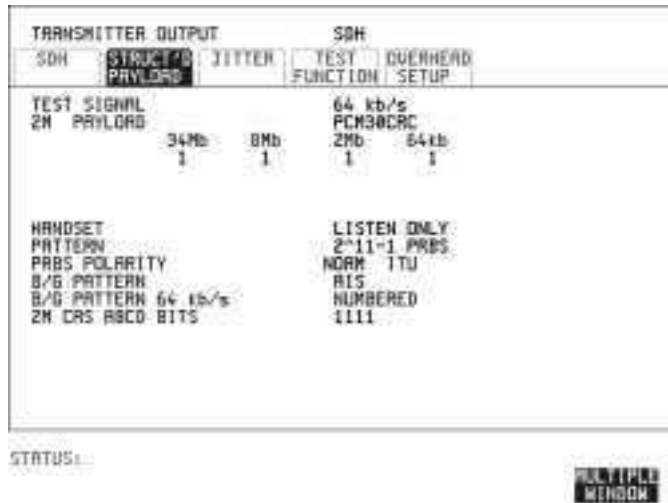 TRANSMITTER OUTPUT SDH
SDH STRUCT'D PAYLOAD JITTER TEST FUNCTION OVERHEAD SETUP
TEST SIGNAL 64 kb/s
2M PAYLOAD PCM30CRC
34Mb 8Mb 2Mb 64kb
1 1 1 1
HANDSET LISTEN ONLY
PATTERN 2^11-1 PRBS
PRBS POLARITY NORM ITU
B/G PATTERN AIS
B/G PATTERN 64 kb/s NUMBERED
2M CAS ABCD BITS 1111
STATUS:
MULTIPLE
WINDOW